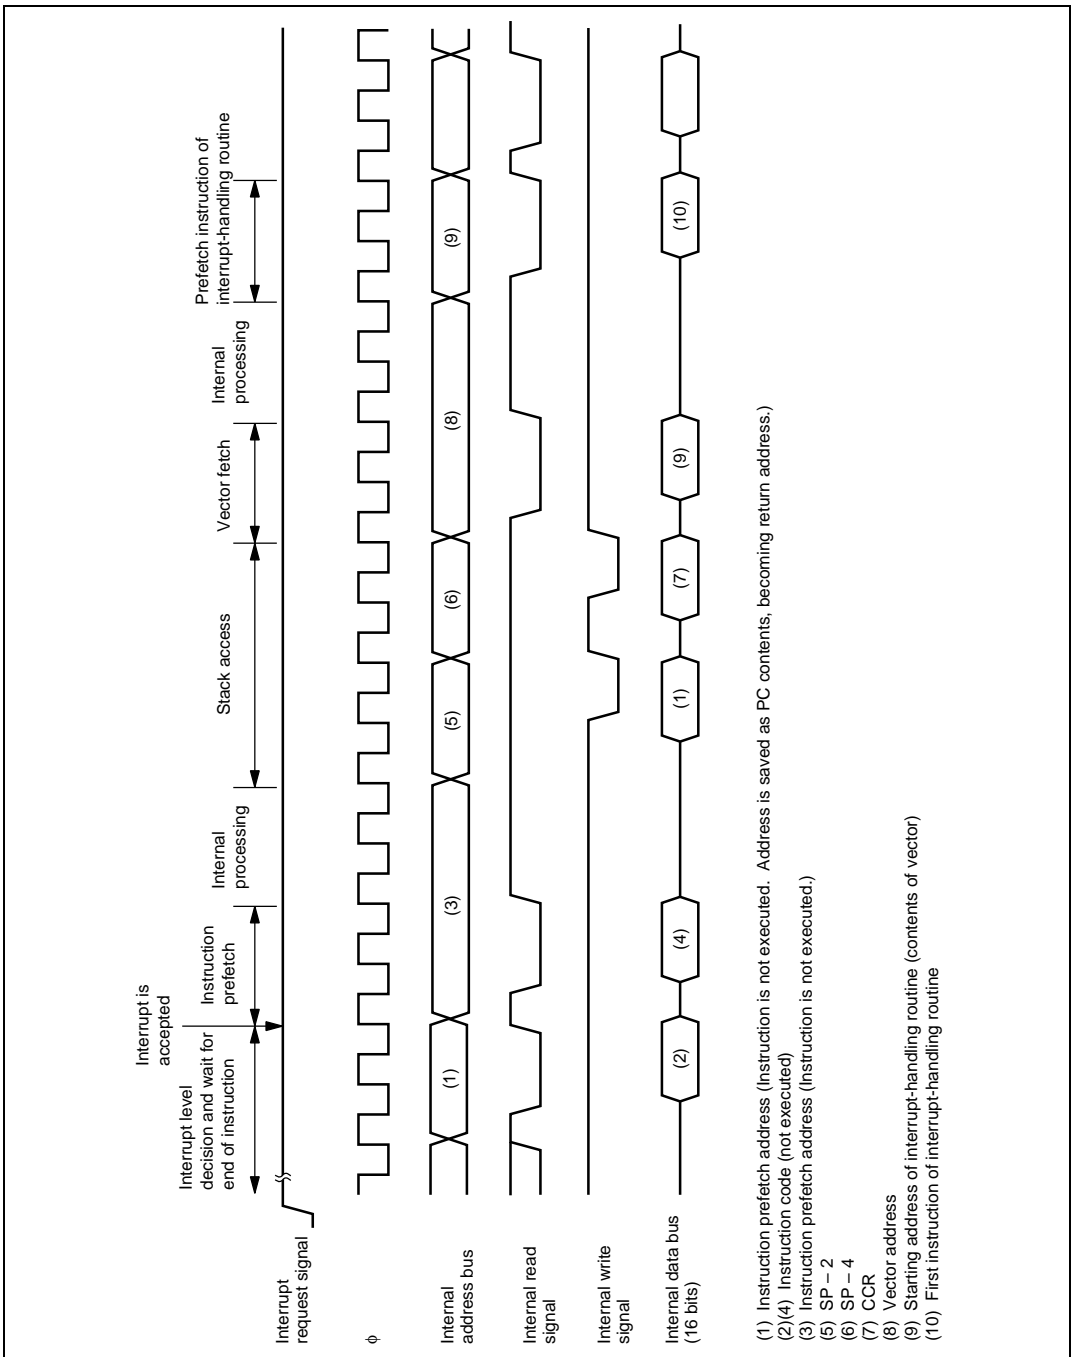 Interrupt is
accepted
Interrupt level
decision and wait for
end of instruction
Instruction
prefetch
Internal
processing
Stack access
Vector fetch
Internal
processing
Prefetch instruction of
interrupt-handling routine
Interrupt
request signal
φ
Internal
address bus
(1)
(3)
(5)
(6)
(8)
(9)
Internal read
signal
Internal write
signal
Internal data bus
(16 bits)
(2)
(4)
(1)
(7)
(9)
(10)
(1) Instruction prefetch address (Instruction is not executed. Address is saved as PC contents, becoming return address.)
(2)(4) Instruction code (not executed)
(3) Instruction prefetch address (Instruction is not executed.)
(5) SP – 2
(6) SP – 4
(7) CCR
(8) Vector address
(9) Starting address of interrupt-handling routine (contents of vector)
(10) First instruction of interrupt-handling routine